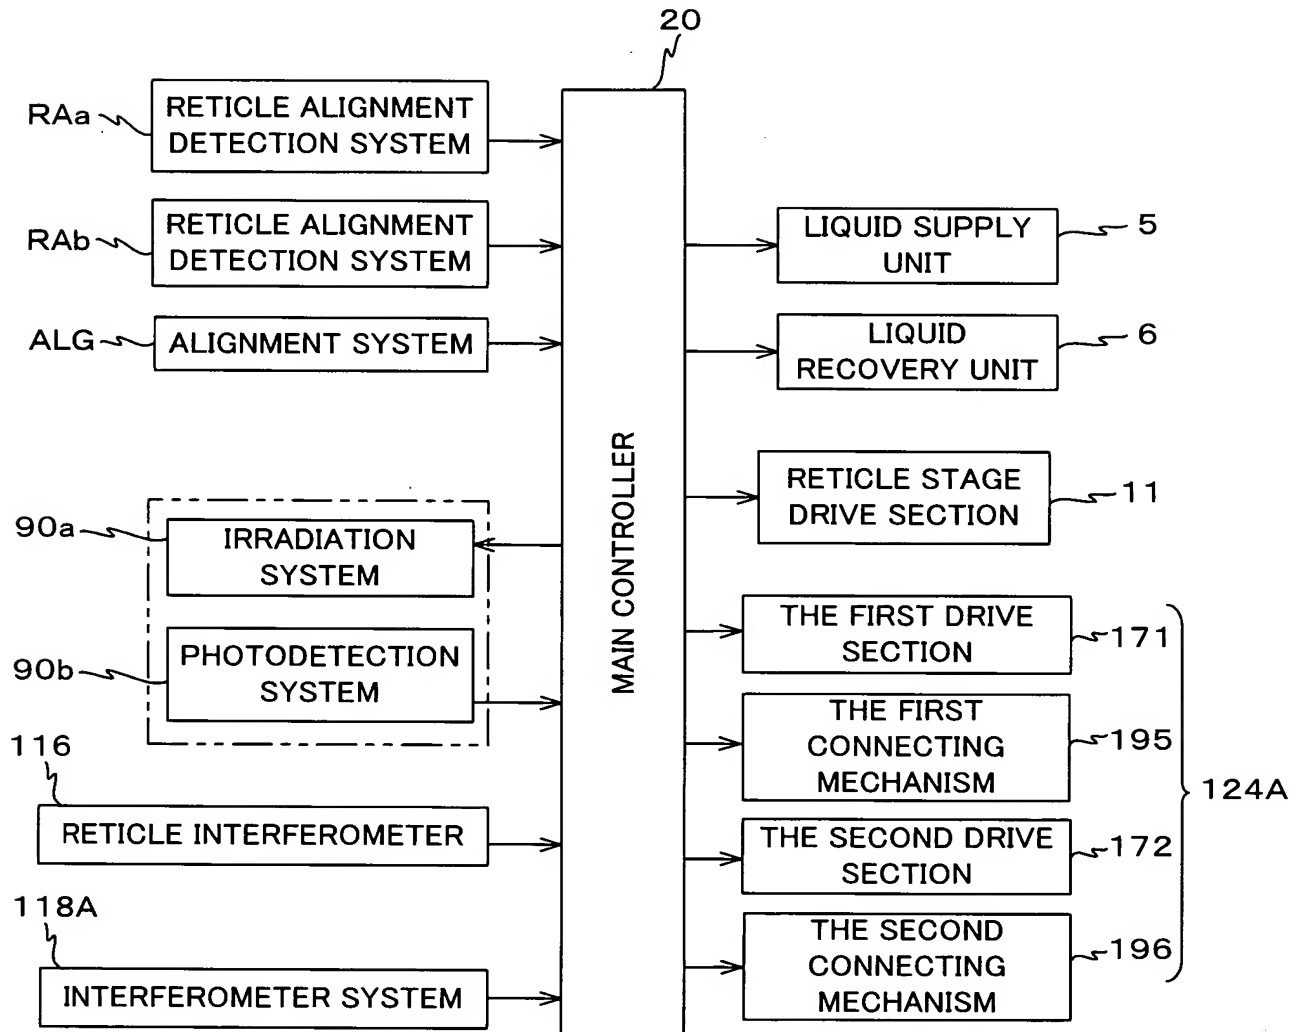 20
RAa
RETICLE ALIGNMENT
DETECTION SYSTEM
RAb
RETICLE ALIGNMENT
DETECTION SYSTEM
ALG
ALIGNMENT SYSTEM
90a
IRRADIATION
SYSTEM
90b
PHOTODETECTION
SYSTEM
116
RETICLE INTERFEROMETER
118A
INTERFEROMETER SYSTEM
MAIN CONTROLLER
LIQUID SUPPLY
UNIT
5
LIQUID
RECOVERY UNIT
6
RETICLE STAGE
DRIVE SECTION
11
THE FIRST DRIVE
SECTION
171
THE FIRST
CONNECTING
MECHANISM
195
THE SECOND DRIVE
SECTION
172
THE SECOND
CONNECTING
MECHANISM
196
124A